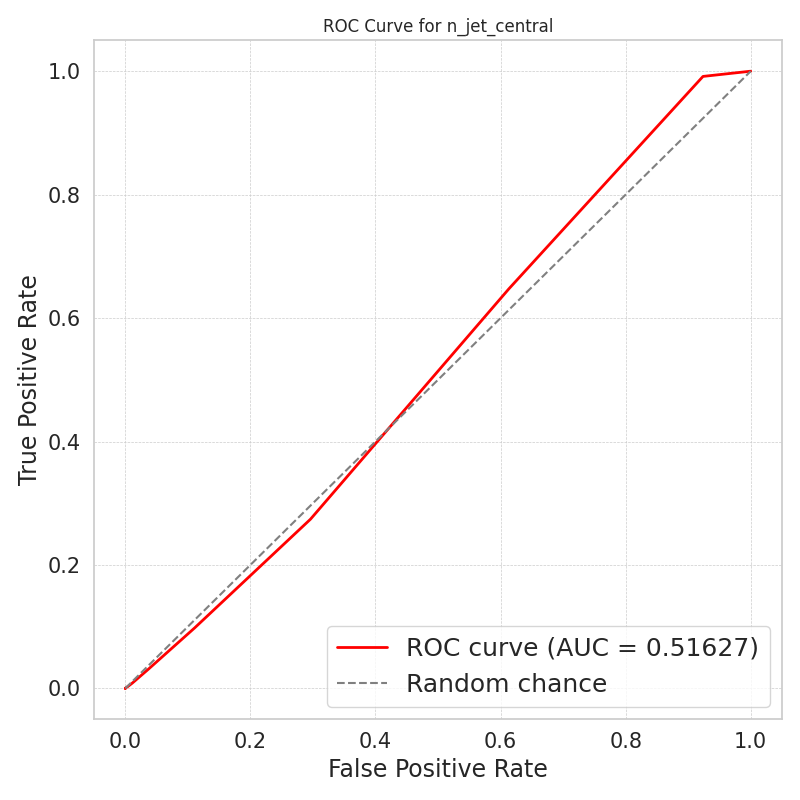 ROC Curve for n_jet_central
True Positive Rate
1.0
0.8
0.6
0.4
0.2
0.0
ROC curve (AUC = 0.51627)
Random chance
0.0 0.2 0.4 0.6 0.8 1.0
False Positive Rate